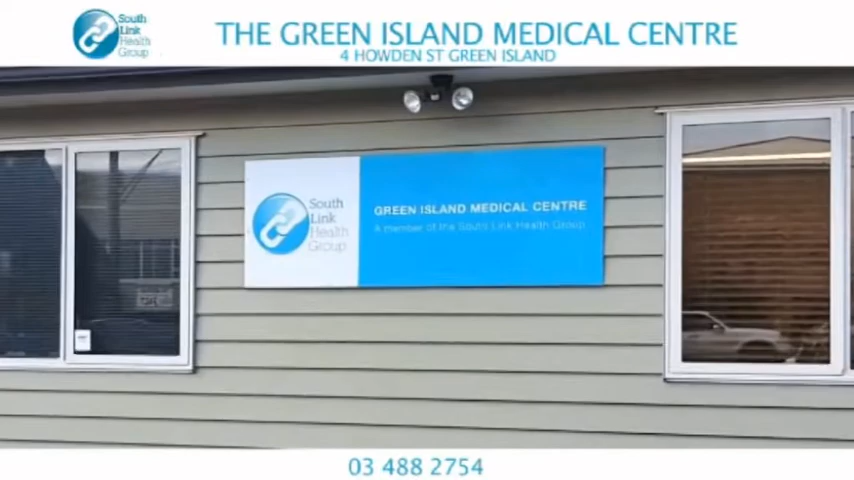 South
Link
Health
Group
THE GREEN ISLAND MEDICAL CENTRE
4 HOWDEN ST GREEN ISLAND
South
Link
Health
Group
GREEN ISLAND MEDICAL CENTRE
A member of the South Link Health Group
03 488 2754